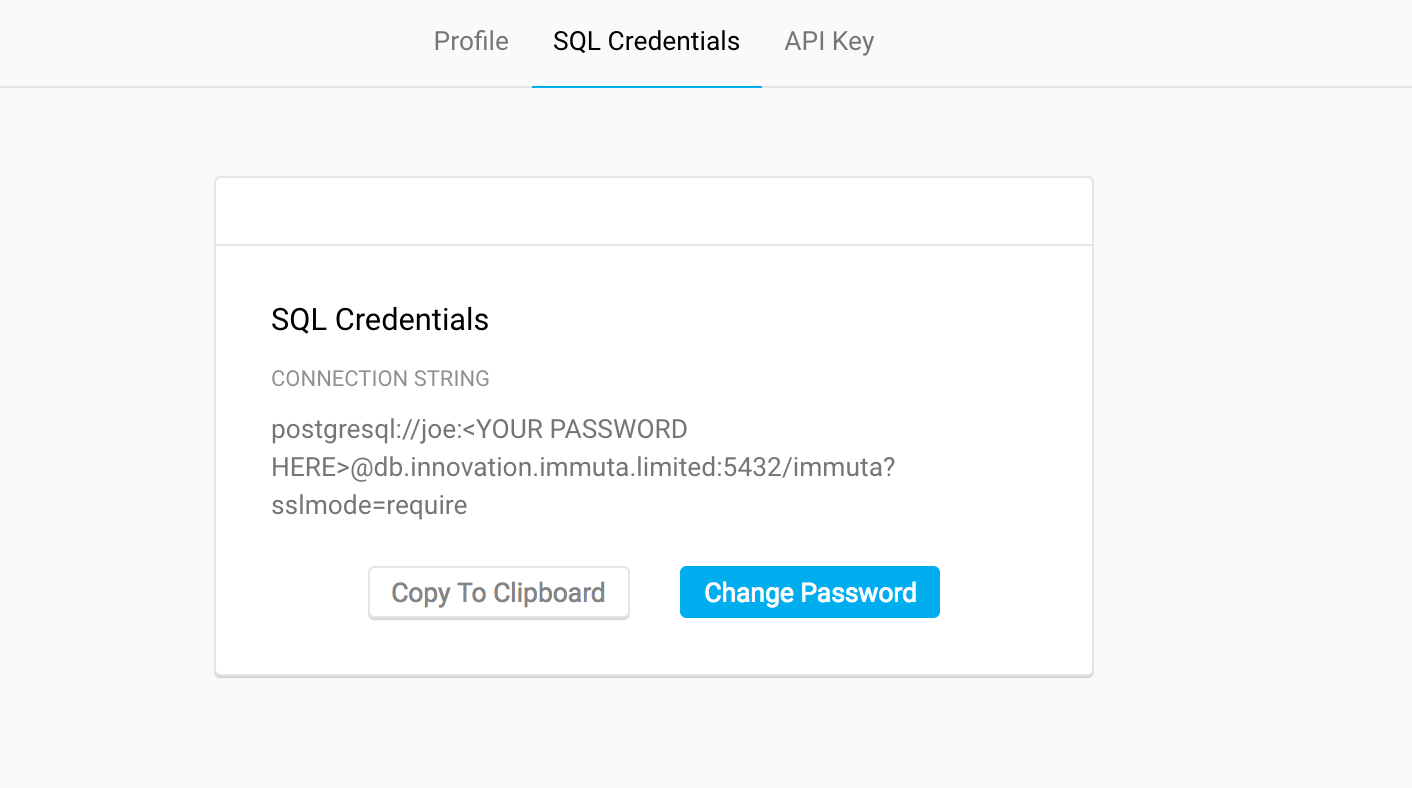 Profile SQL Credentials API Key
SQL Credentials
CONNECTION STRING
postgresql://joe:<YOUR PASSWORD
HERE>@db.innovation.immuta.limited:5432/immuta?
sslmode=require
Copy To Clipboard Change Password